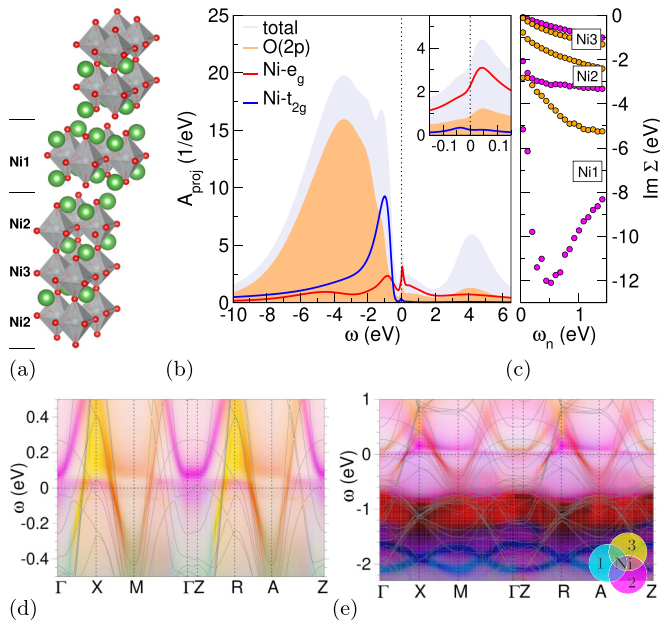 Ni1
Ni2
Ni3
Ni2
(a)
total
O(2p)
Ni-e_g
Ni-t_2g
A_proj (1/eV)
25
20
15
10
5
0
-10 -8 -6 -4 -2 0 2 4 6
ω (eV)
4
2
0
-0.1 0 0.1
(b)
Ni3
Ni2
Ni1
0
-2
-4
-6
-8
-10
-12
Im Σ (eV)
0 1
ω_n
(c)
ω (eV)
0.4
0.2
0
-0.2
-0.4
Γ X M ΓZ R A Z
(d)
ω (eV)
1
0
-1
-2
Γ X M ΓZ R A Z
3
1 Ni
2
(e)